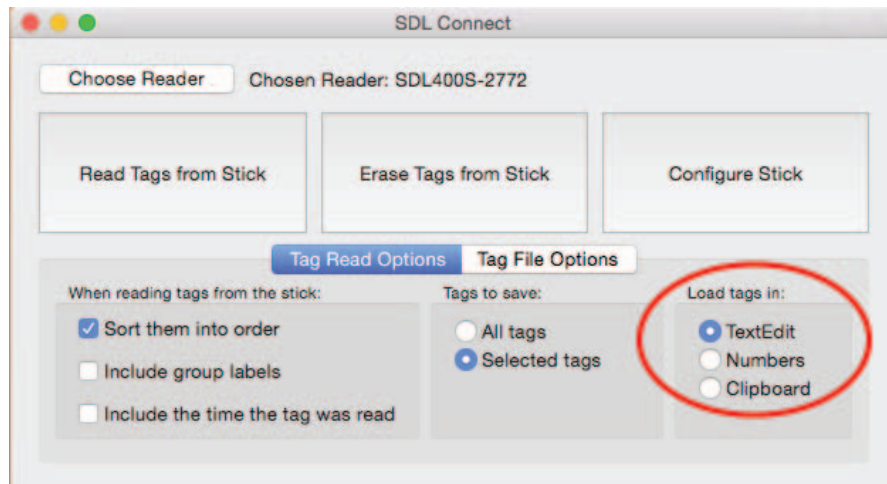 SDL Connect
Choose Reader Chosen Reader: SDL400S-2772
Read Tags from Stick Erase Tags from Stick Configure Stick
Tag Read Options Tag File Options
When reading tags from the stick: Tags to save: Load tags in:
Sort them into order All tags TextEdit
Include group labels Selected tags Numbers
Include the time the tag was read Clipboard